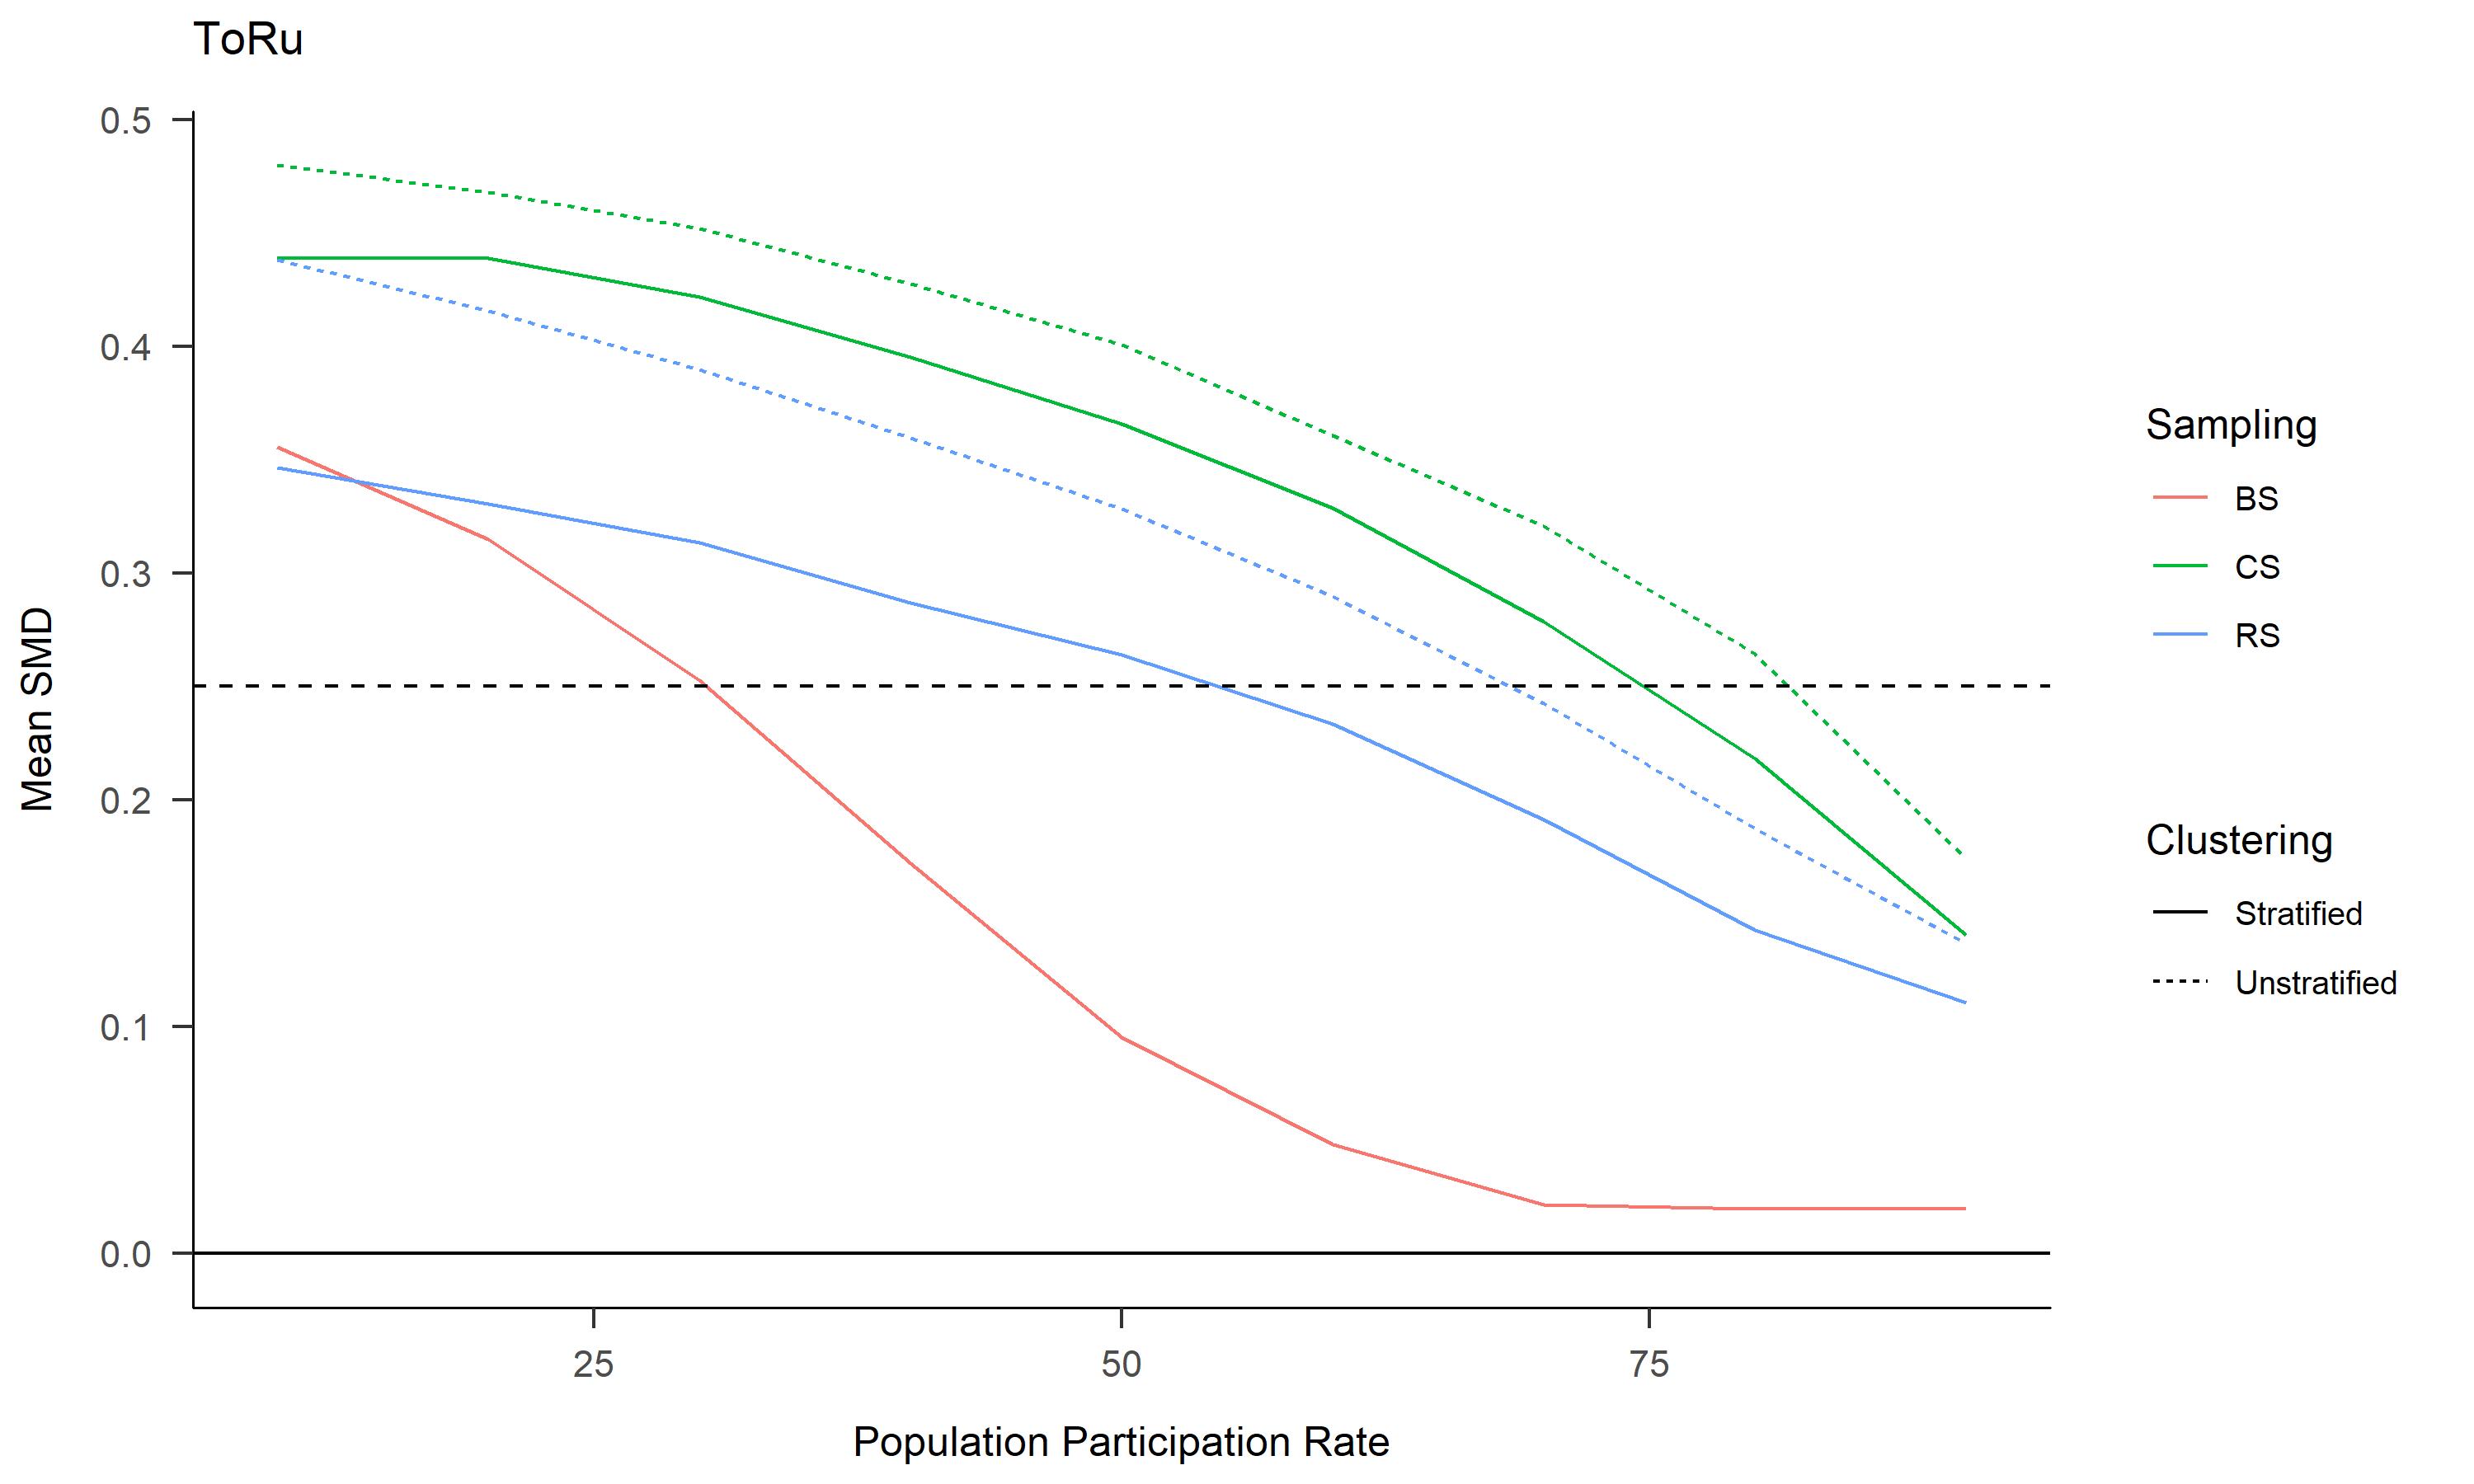 ToRu
0.5
0.4
0.3
0.2
0.1
0.0
Mean SMD
25
50
75
Population Participation Rate
Sampling
BS
CS
RS
Clustering
Stratified
Unstratified